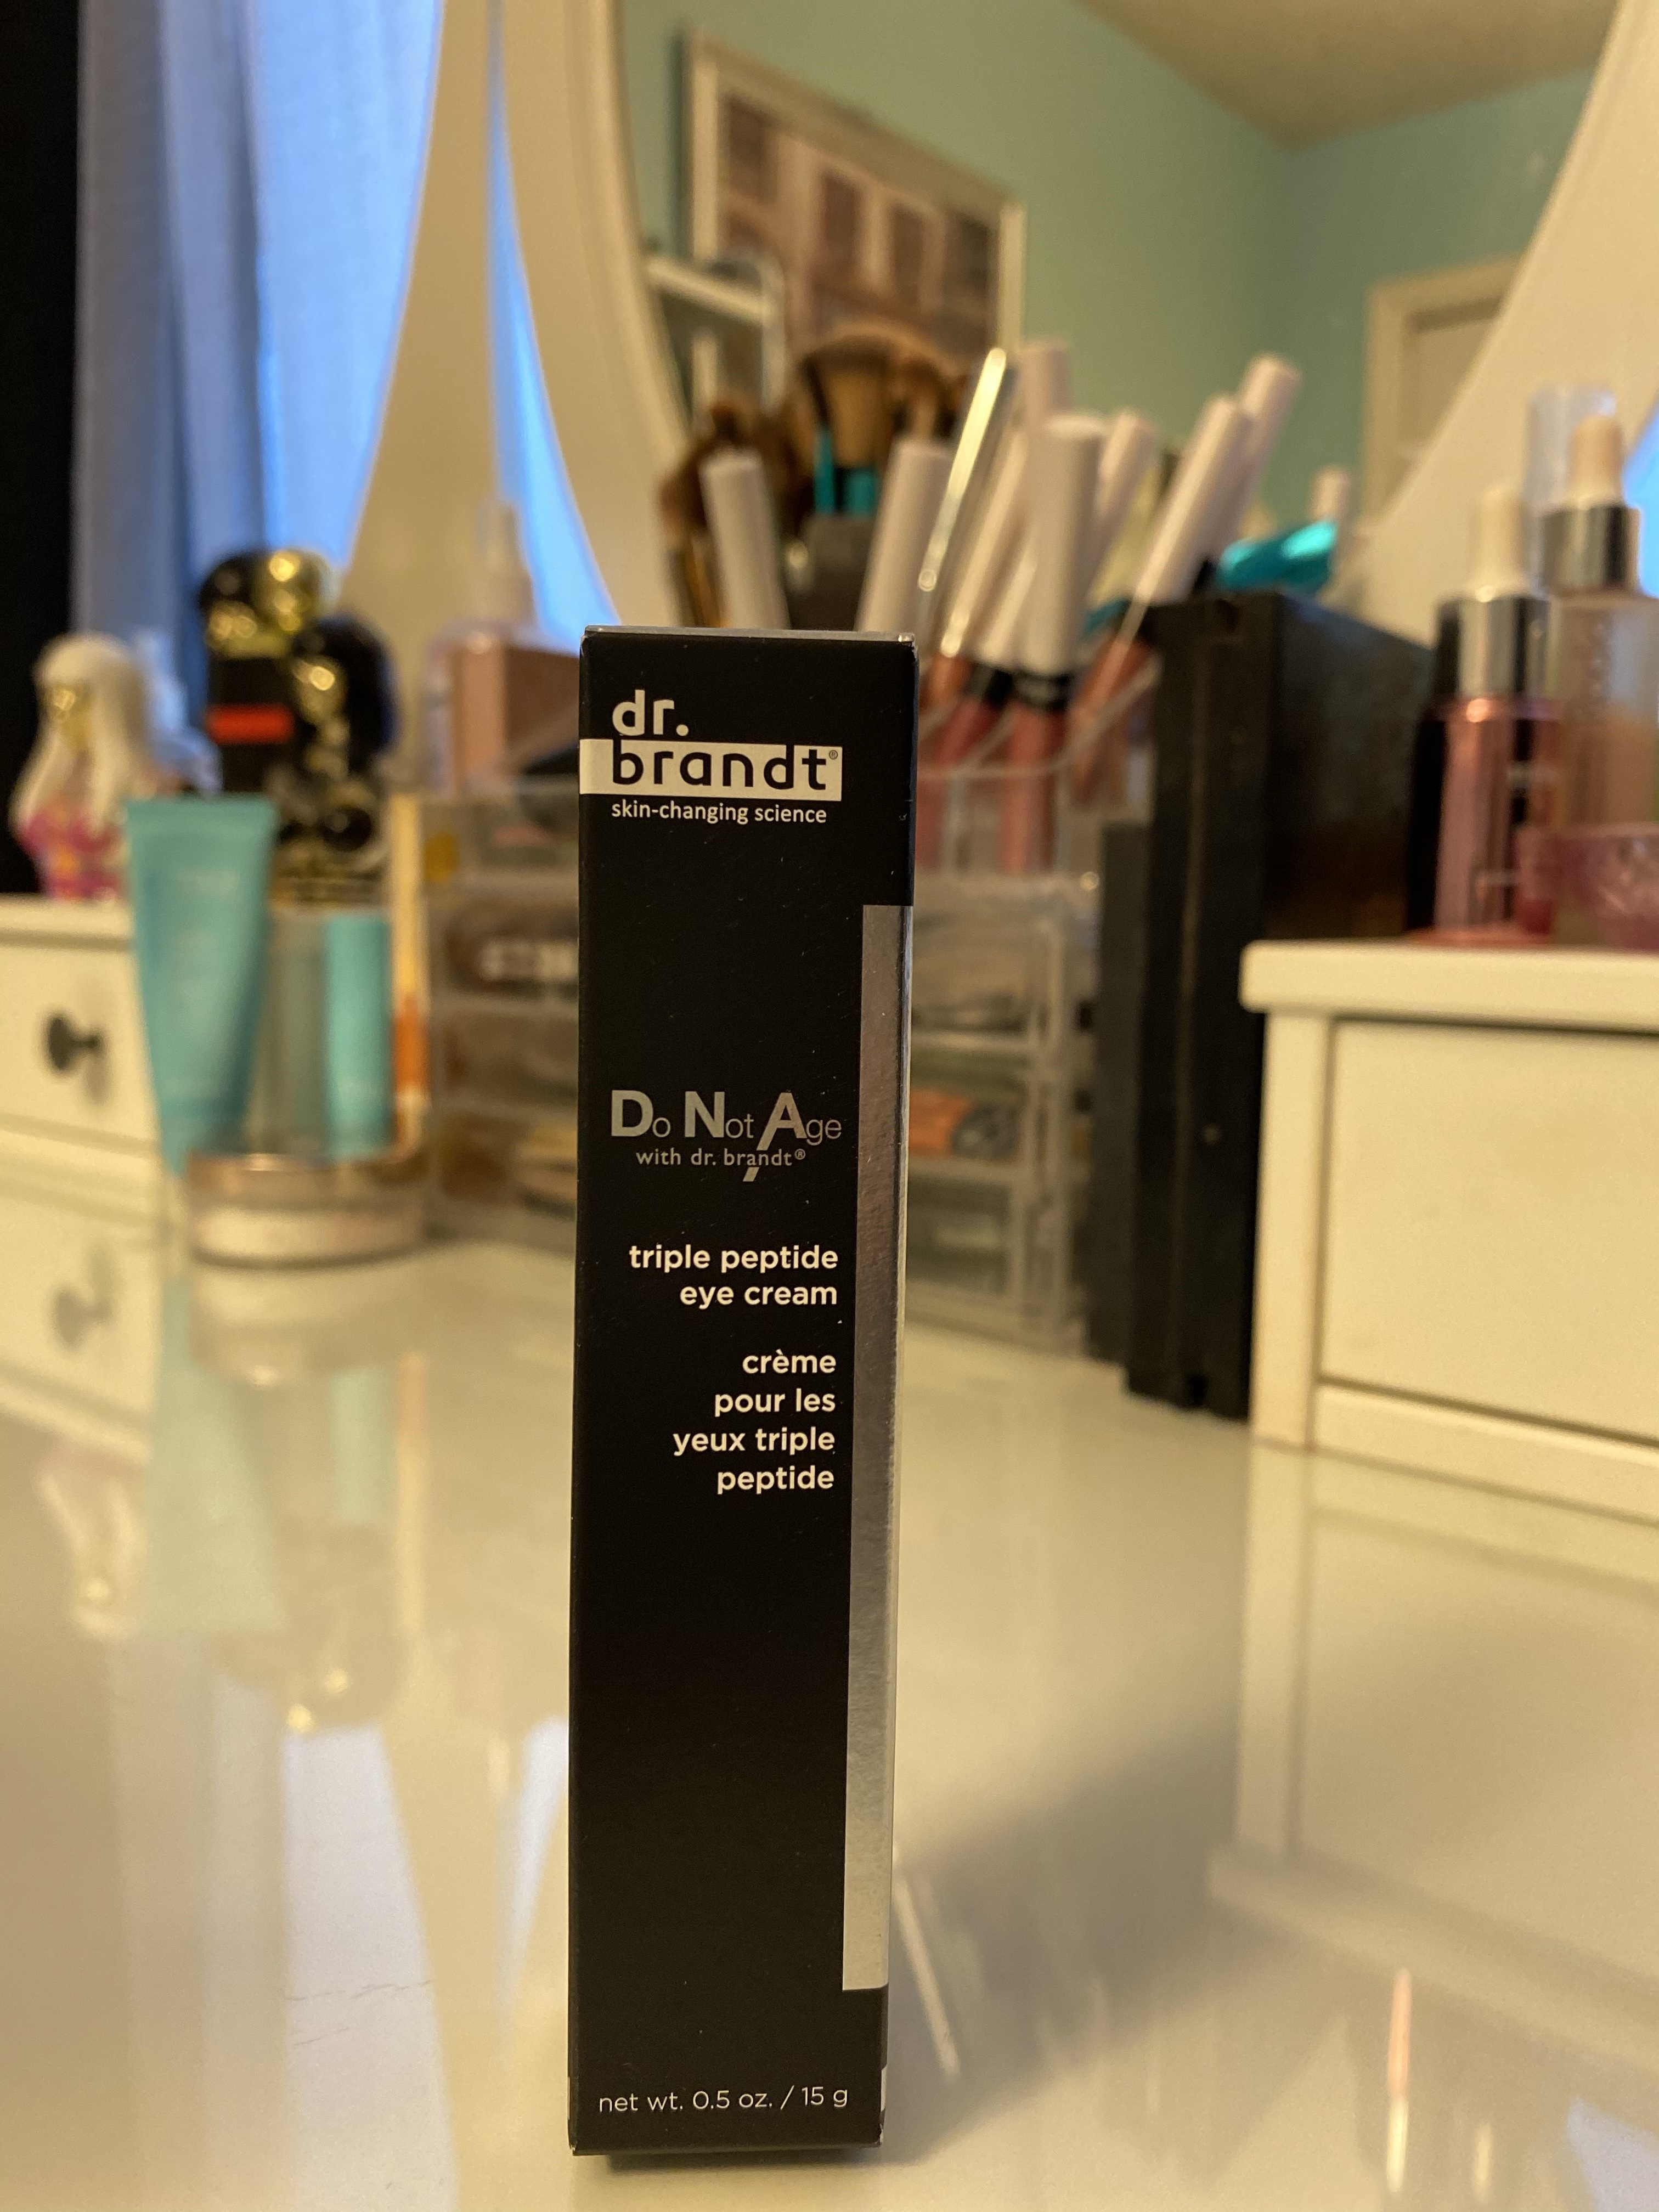 dr.
brandt®
skin-changing science
Do Not Age
with dr. brandt®
triple peptide
eye cream
crème
pour les
yeux triple
peptide
net wt. 0.5 oz. / 15 g